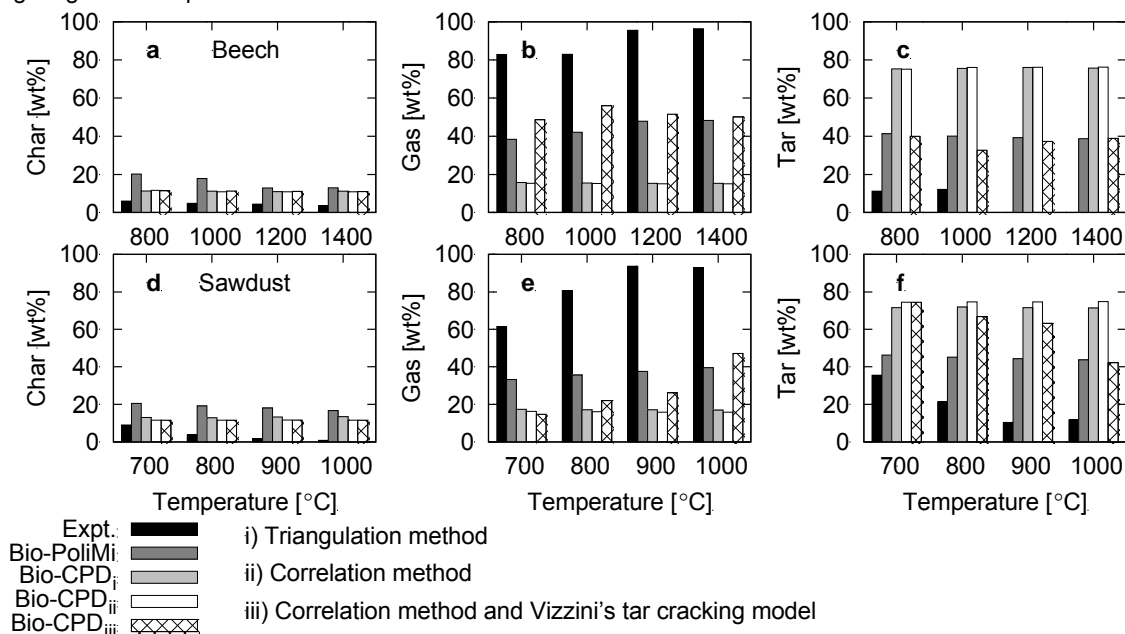 a Beech
b
c
Char [wt%]
100
80
60
40
20
0
800 1000 1200 1400
Gas [wt%]
100
80
60
40
20
0
800 1000 1200 1400
Tar [wt%]
100
80
60
40
20
0
800 1000 1200 1400
d Sawdust
e
f
Char [wt%]
100
80
60
40
20
0
700 800 900 1000
Temperature [°C]
Gas [wt%]
100
80
60
40
20
0
700 800 900 1000
Temperature [°C]
Tar [wt%]
100
80
60
40
20
0
700 800 900 1000
Temperature [°C]
Expt.
Bio-PoliMi
Bio-CPDi
Bio-CPDii
Bio-CPDiii
i) Triangulation method
ii) Correlation method
iii) Correlation method and Vizzini's tar cracking model